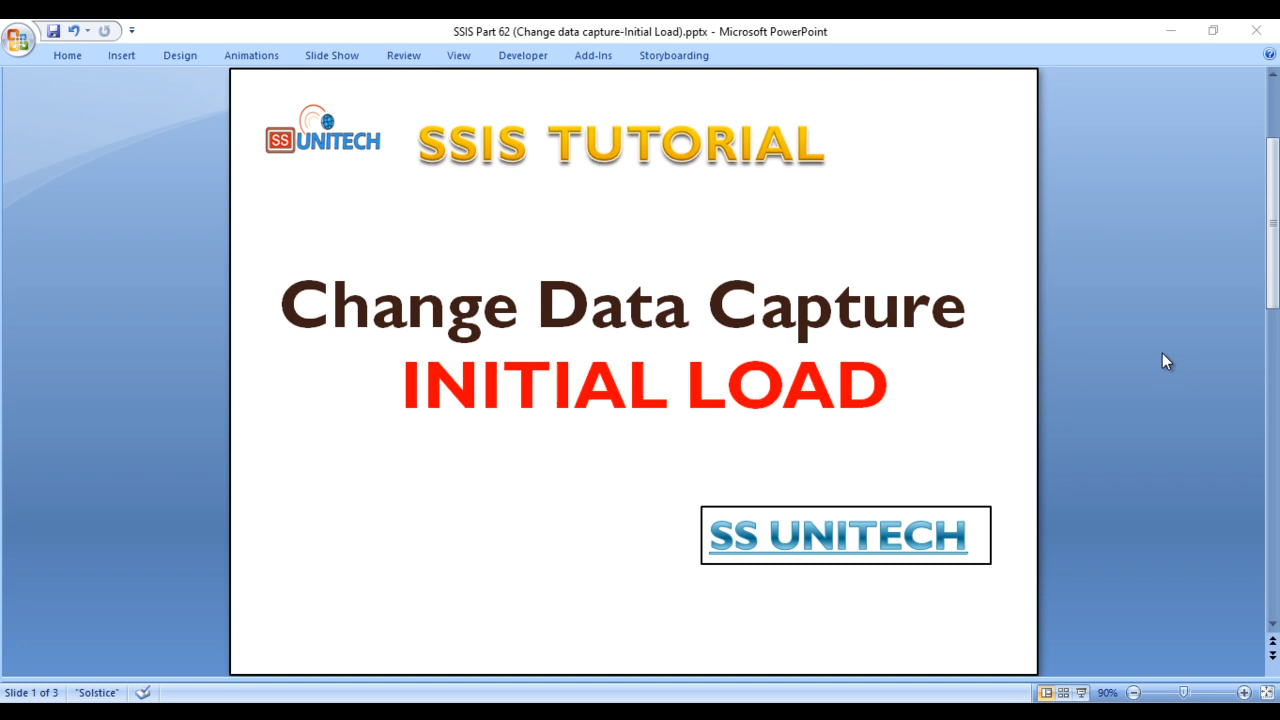 SSIS Part 62 (Change data capture-Initial Load).pptx - Microsoft PowerPoint
Home Insert Design Animations Slide Show Review View Developer Add-Ins Storyboarding
SS UNITECH
SSIS TUTORIAL
Change Data Capture
INITIAL LOAD
SS UNITECH
Slide 1 of 3 "Solstice" 90%